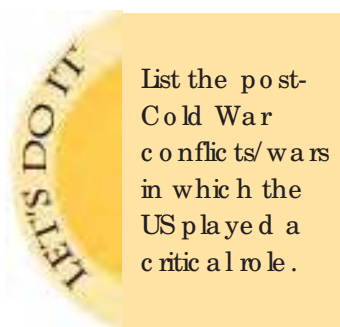 LET'S DO IT
List the post-
Cold War
conflicts/wars
in which the
US played a
critical role.